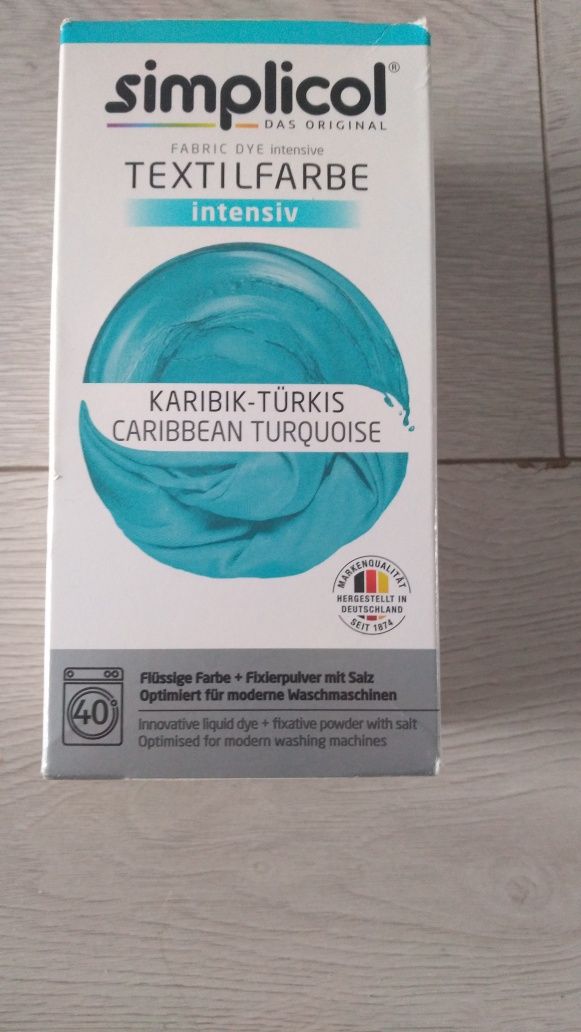 simplicol®
DAS ORIGINAL
FABRIC DYE intensive
TEXTILFARBE
intensiv
KARIBIK-TÜRKIS
CARIBBEAN TURQUOISE
MARKENQUALITÄT
HERGESTELLT IN
DEUTSCHLAND
SEIT 1874
40
Flüssige Farbe + Fixierpulver mit Salz
Optimiert für moderne Waschmaschinen
Innovative liquid dye + fixative powder with salt
Optimised for modern washing machines